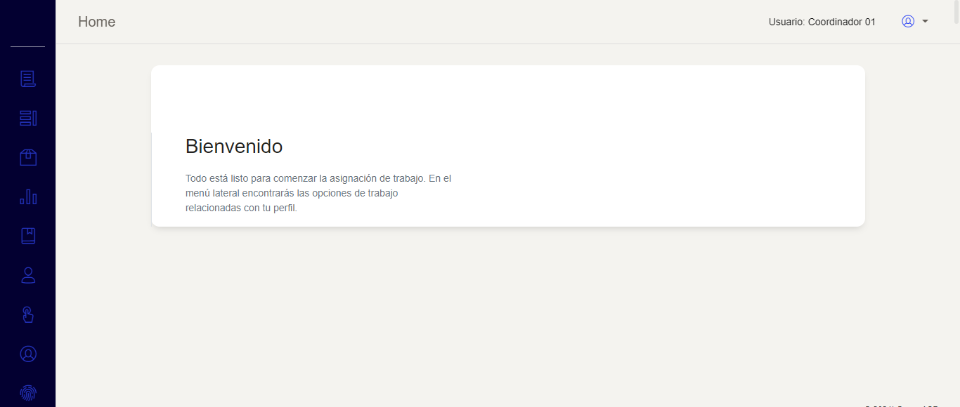 Home
Usuario: Coordinador 01
Bienvenido
Todo está listo para comenzar la asignación de trabajo. En el
menú lateral encontrarás las opciones de trabajo
relacionadas con tu perfil.